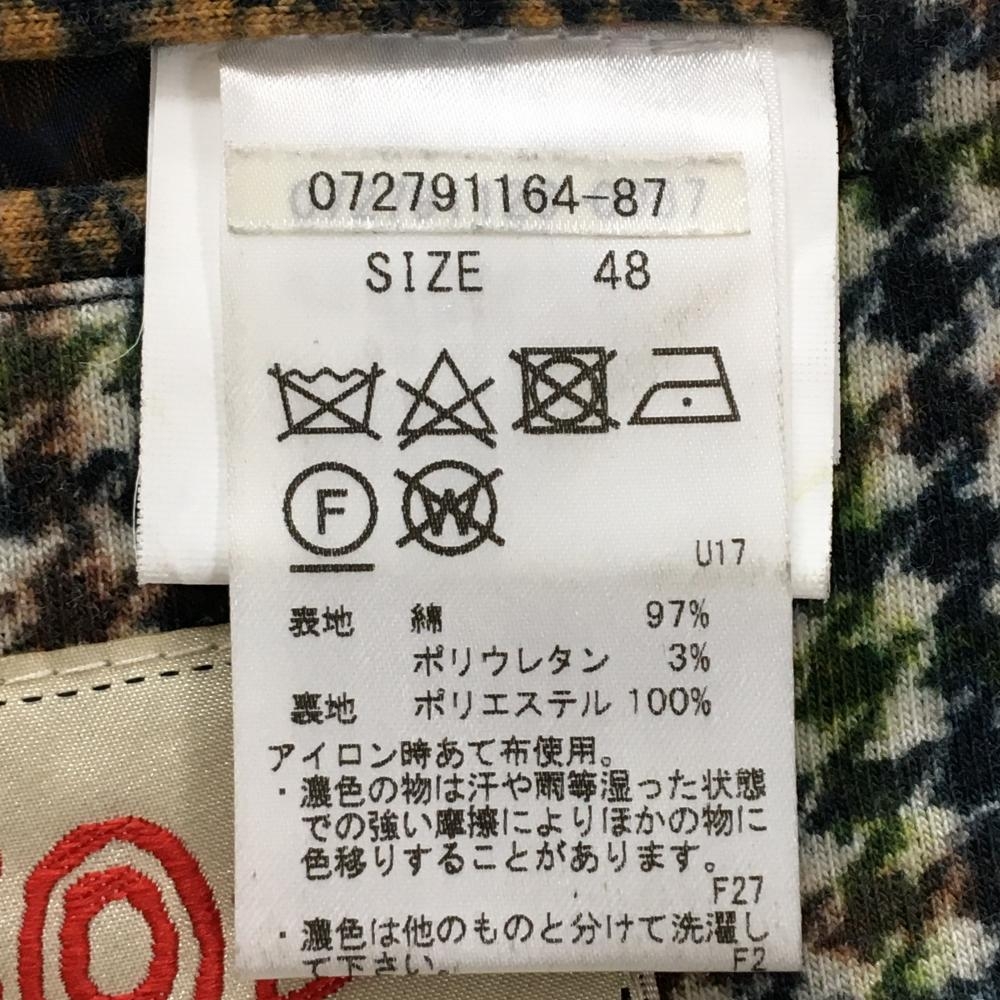 072791164-87
SIZE 48
F
W
U17
表地 綿 97%
ポリウレタン 3%
裏地 ポリエステル 100%
アイロン時あて布使用。
・濃色の物は汗や雨等湿った状態
での強い摩擦によりほかの物に
色移りすることがあります。
F27
・濃色は他のものと分けて洗濯し
て下さい。 F2